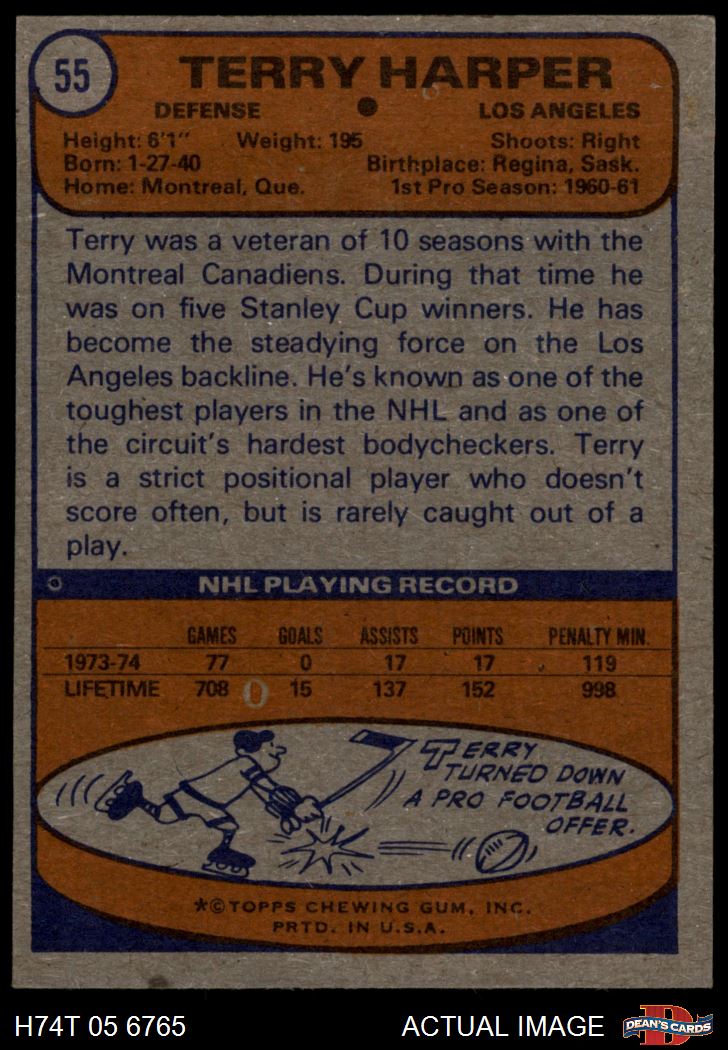 55
TERRY HARPER
DEFENSE • LOS ANGELES
Height: 6'1" Weight: 195 Shoots: Right
Born: 1-27-40 Birthplace: Regina, Sask.
Home: Montreal, Que. 1st Pro Season: 1960-61
Terry was a veteran of 10 seasons with the
Montreal Canadiens. During that time he
was on five Stanley Cup winners. He has
become the steadying force on the Los
Angeles backline. He's known as one of the
toughest players in the NHL and as one of
the circuit's hardest bodycheckers. Terry
is a strict positional player who doesn't
score often, but is rarely caught out of a
play.
NHL PLAYING RECORD
GAMES GOALS ASSISTS POINTS PENALTY MIN.
1973-74 77 0 17 17 119
LIFETIME 708 15 137 152 998
TERRY
TURNED DOWN
A PRO FOOTBALL
OFFER.
*© TOPPS CHEWING GUM, INC.
PRTD. IN U.S.A.
H74T 05 6765 ACTUAL IMAGE
D
DEAN'S CARDS